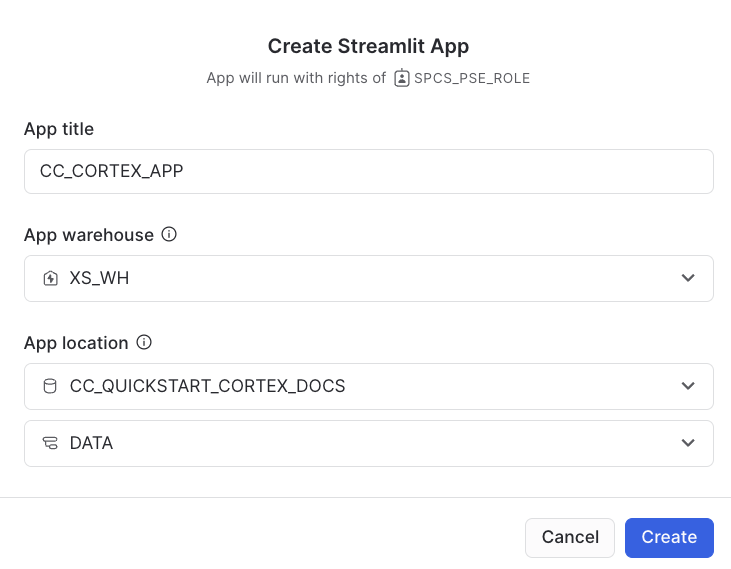 Create Streamlit App
App will run with rights of SPCS_PSE_ROLE
App title
CC_CORTEX_APP
App warehouse
XS_WH
App location
CC_QUICKSTART_CORTEX_DOCS
DATA
Cancel Create